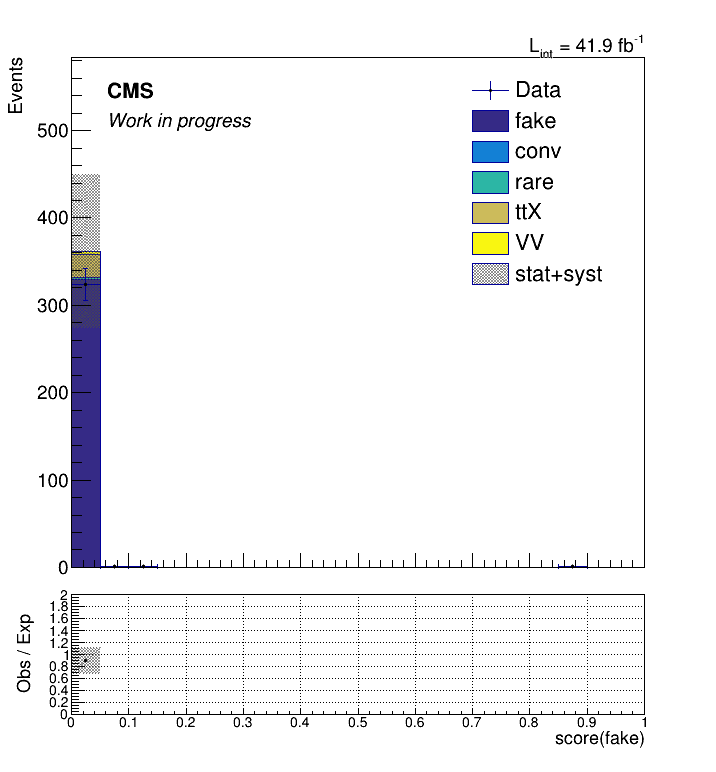 L_int = 41.9 fb^-1
Events
CMS
Work in progress
Data
fake
conv
rare
ttX
VV
stat+syst
500
400
300
200
100
0
Obs / Exp
2
1.8
1.6
1.4
1.2
1
0.8
0.6
0.4
0.2
0
0 0.1 0.2 0.3 0.4 0.5 0.6 0.7 0.8 0.9 1
score(fake)